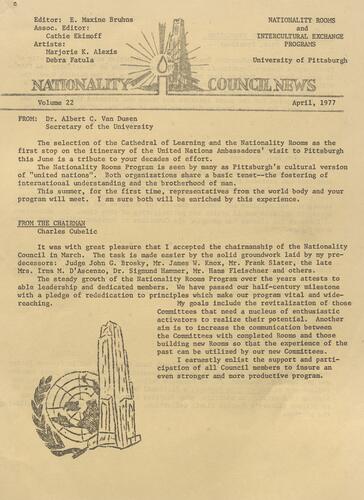 Editor: E. Maxine Bruhns
Assoc. Editor:
Cathie Ekimoff
Artists:
Marjorie K. Alexis
Debra Fatula
NATIONALITY ROOMS
and
INTERCULTURAL EXCHANGE
PROGRAMS
University of Pittsburgh
NATIONALITY COUNCIL NEWS
Volume 22
April, 1977
FROM: Dr. Albert C. Van Dusen
Secretary of the University
The selection of the Cathedral of Learning and the Nationality Rooms as the
first stop on the itinerary of the United Nations Ambassadors' visit to Pittsburgh
this June is a tribute to your decades of effort.
The Nationality Rooms Program is seen by many as Pittsburgh's cultural version
of "united nations". Both organizations share a basic tenet--the fostering
of international understanding and the brotherhood of man.
This summer, for the first time, representatives from the world body and your
program will meet. I am sure both will be enriched by this experience.
FROM THE CHAIRMAN
Charles Cubelic
It was with great pleasure that I accepted the chairmanship of the Nationality
Council in March. The task is made easier by the solid groundwork laid by my pre-
decessors: Judge John G. Brosky, Mr. James W. Knox, Mr. Frank Slater, the late
Mrs. Irma M. D'Ascenzo, Dr. Sigmund Hammer, Mr. Hans Fleischner and others.
The steady growth of the Nationality Rooms Program over the years attests to
able leadership and dedicated members. We have passed our half-century milestone
with a pledge of rededication to principles which make our program vital and wide-
reaching. My goals include the revitalization of those
Committees that need a nucleus of enthusiastic
activators to realize their potential. Another
aim is to increase the communication between
the Committees with completed Rooms and those
building new Rooms so that the experience of the
past can be utilized by our new Committees.
I earnestly enlist the support and parti-
cipation of all Council members to insure an
even stronger and more productive program.